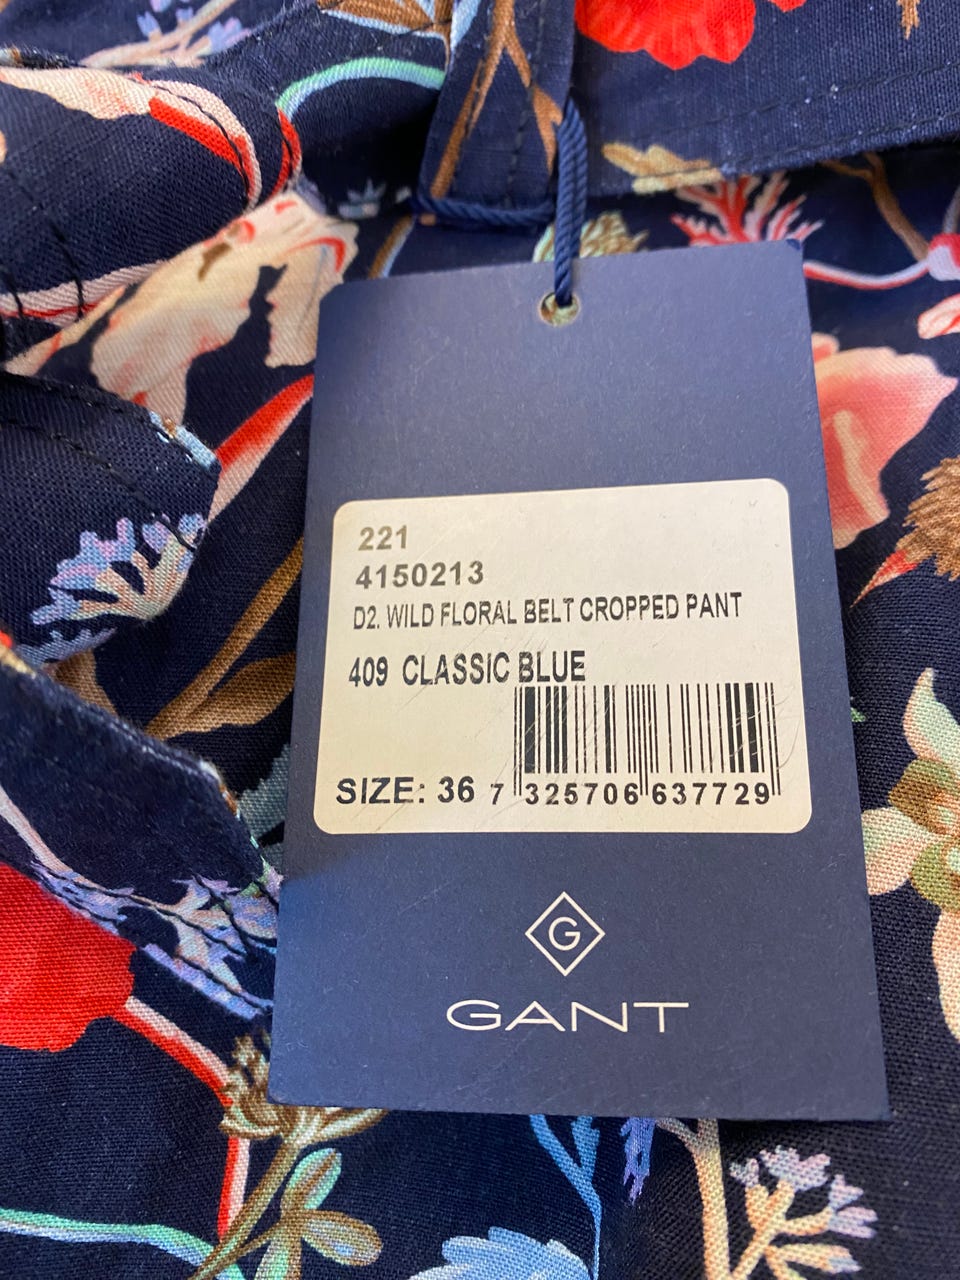 221
4150213
D2. WILD FLORAL BELT CROPPED PANT
409 CLASSIC BLUE
SIZE: 36 7 325706 637729
G
GANT